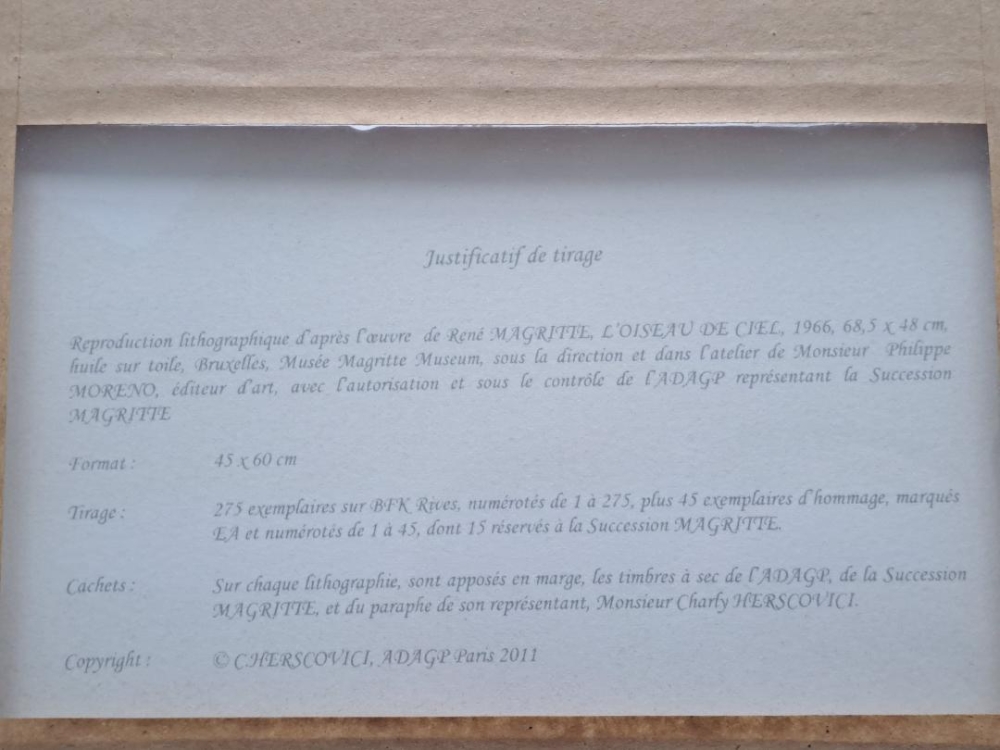 Justificatif de tirage
Reproduction lithographique d'après l'œuvre de René MAGRITTE, L'OISEAU DE CIEL, 1966, 68,5 x 48 cm,
huile sur toile, Bruxelles, Musée Magritte Museum, sous la direction et dans l'atelier de Monsieur Philippe
MORENO, éditeur d'art, avec l'autorisation et sous le contrôle de l'ADAGP représentant la Succession
MAGRITTE
Format : 45 x 60 cm
Tirage : 275 exemplaires sur BFK Rives, numérotés de 1 à 275, plus 45 exemplaires d'hommage, marqués
EA et numérotés de 1 à 45, dont 15 réservés à la Succession MAGRITTE.
Cachets : Sur chaque lithographie, sont apposés en marge, les timbres à sec de l'ADAGP, de la Succession
MAGRITTE, et du paraphe de son représentant, Monsieur Charly HERSCOVICI.
Copyright : © C.HERSCOVICI, ADAGP Paris 2011